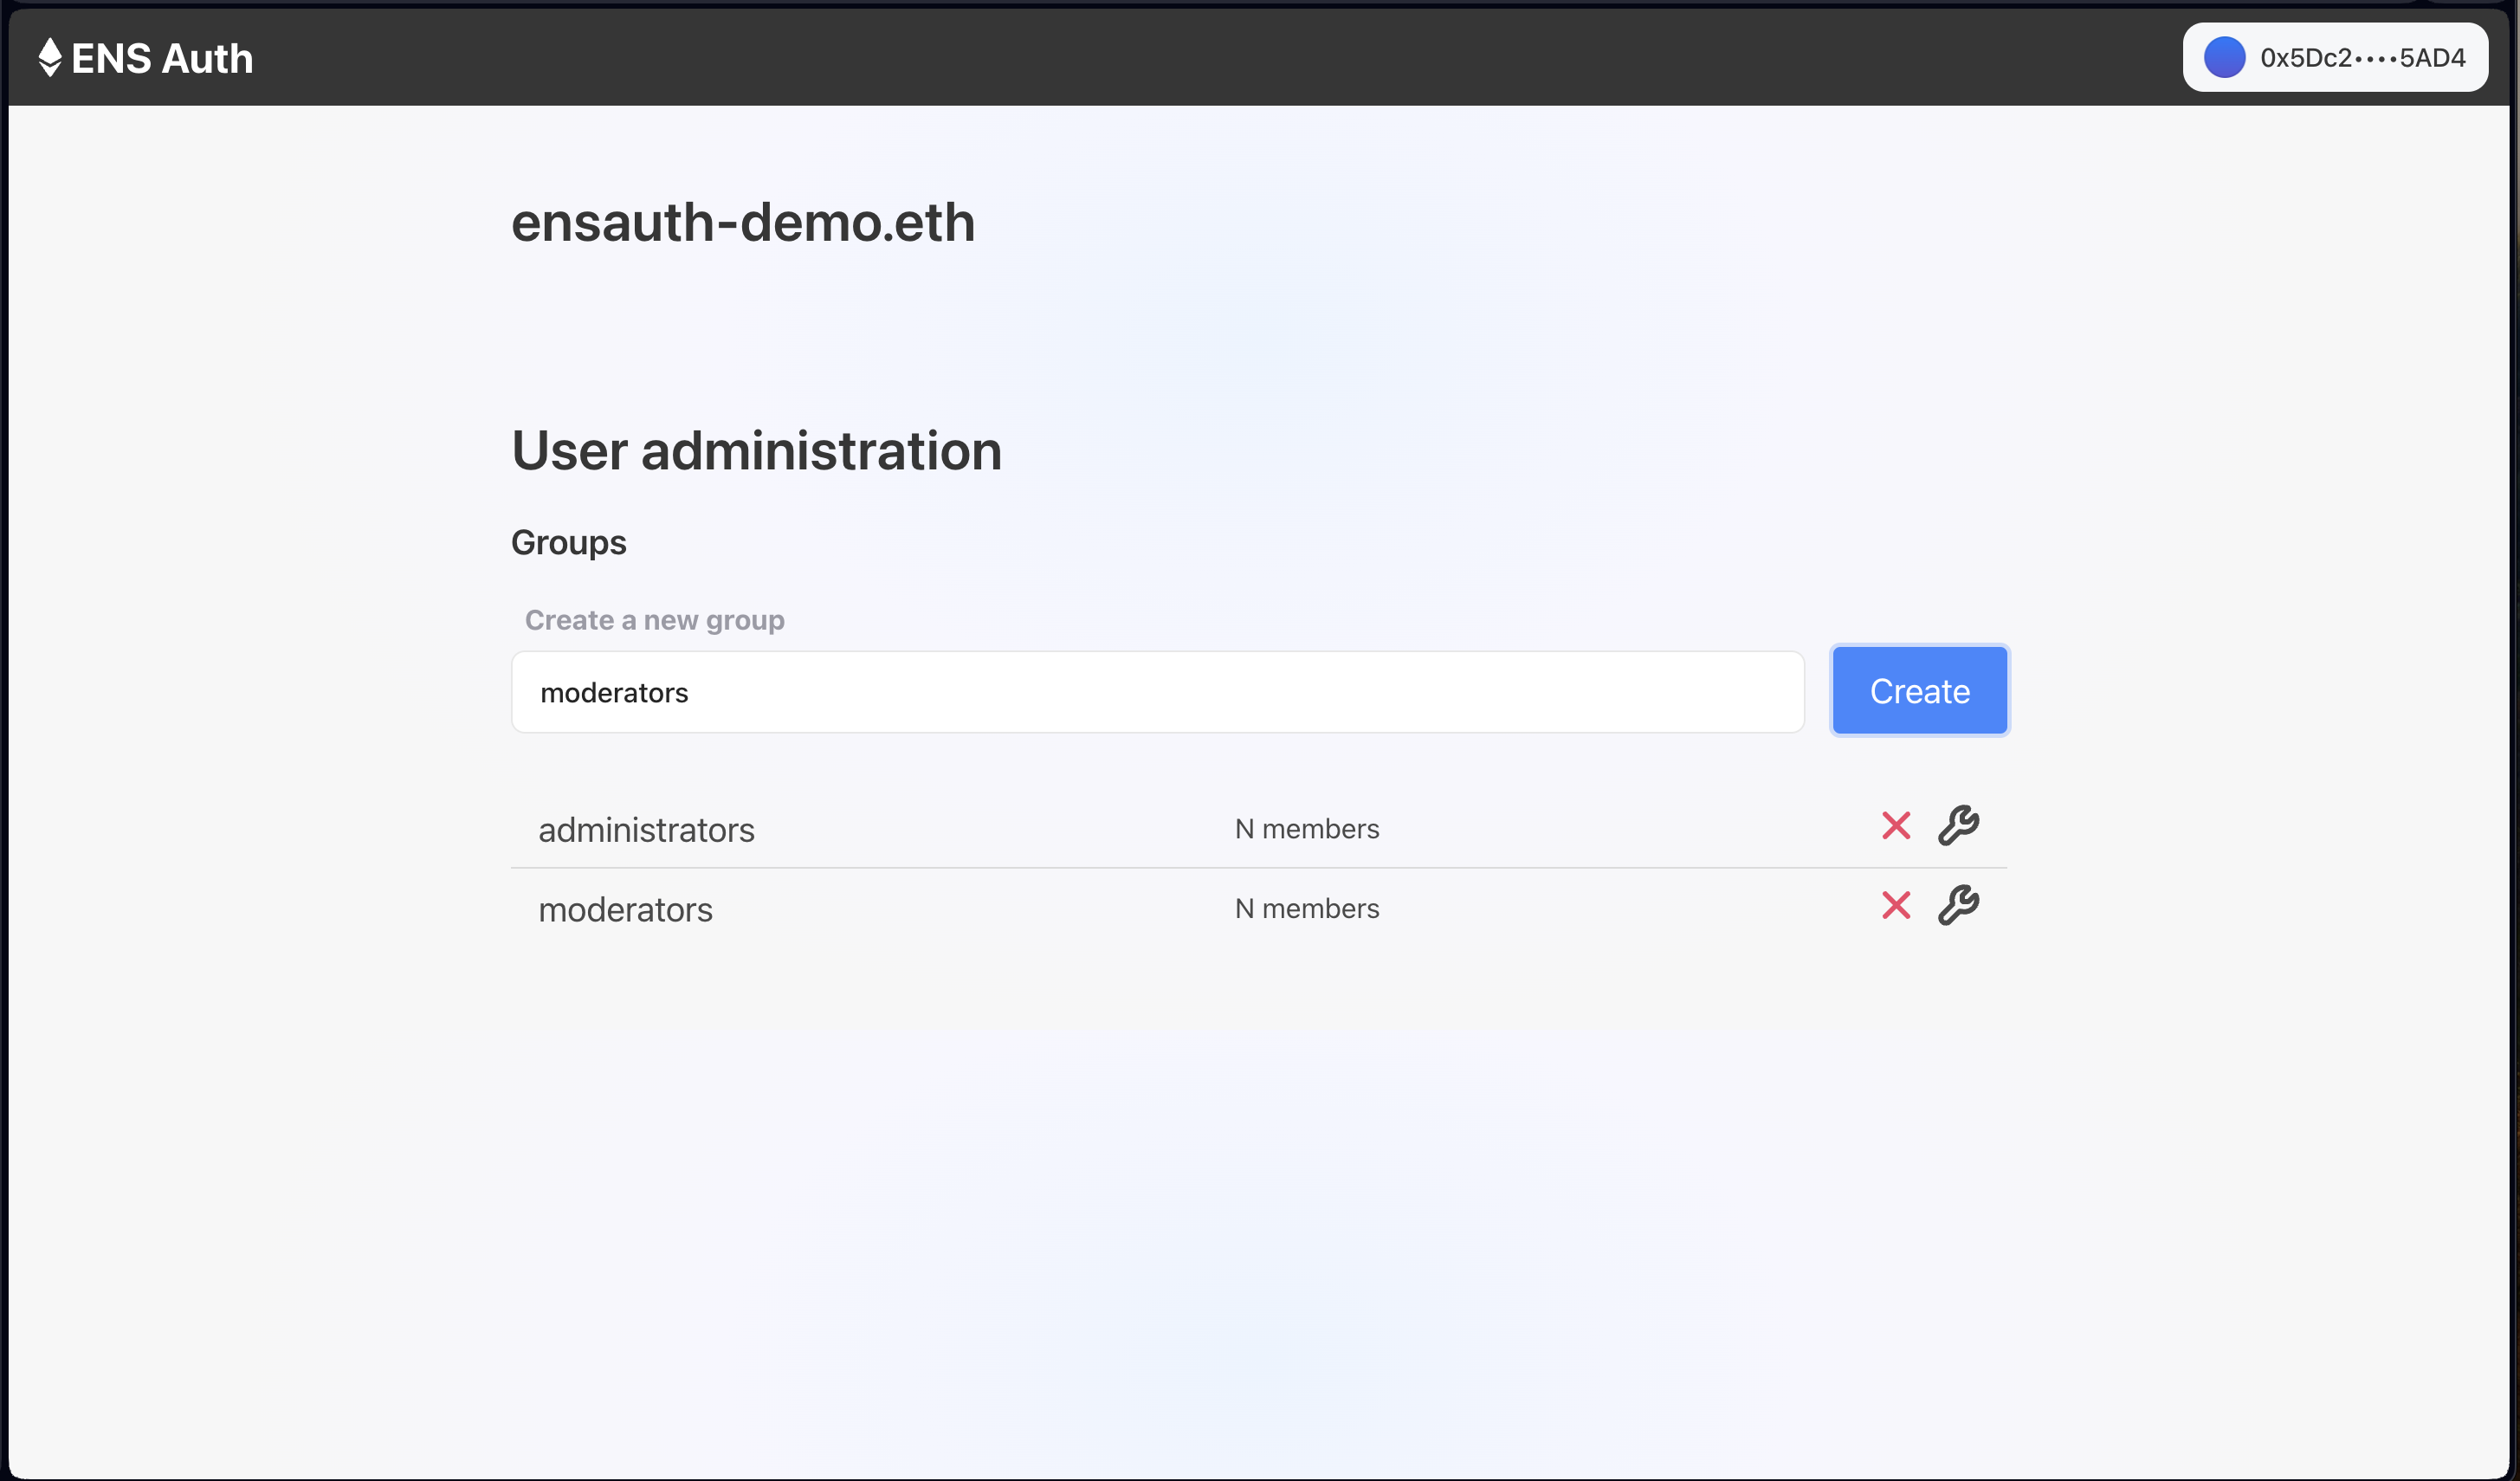 ENS Auth
0x5Dc2••••5AD4
ensauth-demo.eth
User administration
Groups
Create a new group
moderators
Create
administrators N members
moderators N members